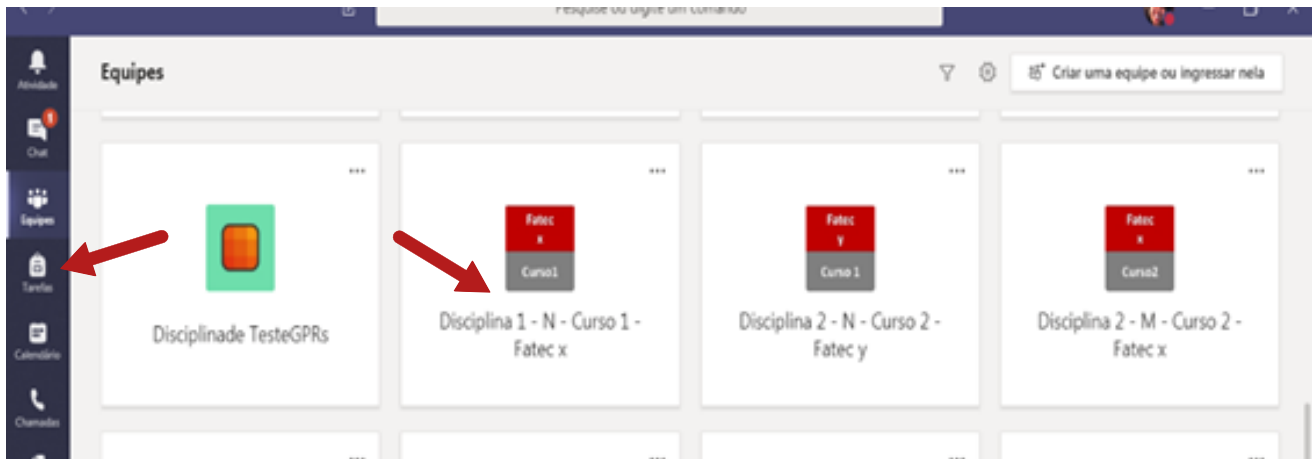 Pesquise ou digite um comando
Atividade
Equipes
Criar uma equipe ou ingressar nela
1
Chat
Equipes
Tarefas
Calendário
Chamadas
Disciplinade TesteGPRs
Fatec
x
Curso1
Disciplina 1 - N - Curso 1 -
Fatec x
Fatec
y
Curso 1
Disciplina 2 - N - Curso 2 -
Fatec y
Fatec
x
Curso2
Disciplina 2 - M - Curso 2 -
Fatec x